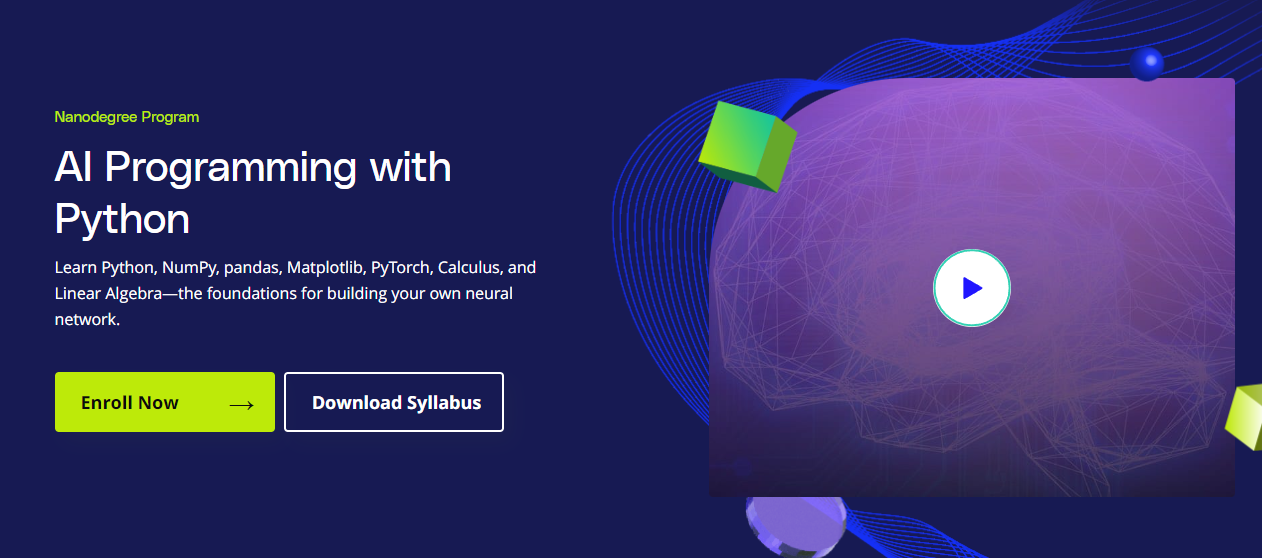 Nanodegree Program
AI Programming with
Python
Learn Python, NumPy, pandas, Matplotlib, PyTorch, Calculus, and
Linear Algebra—the foundations for building your own neural
network.
Enroll Now →
Download Syllabus